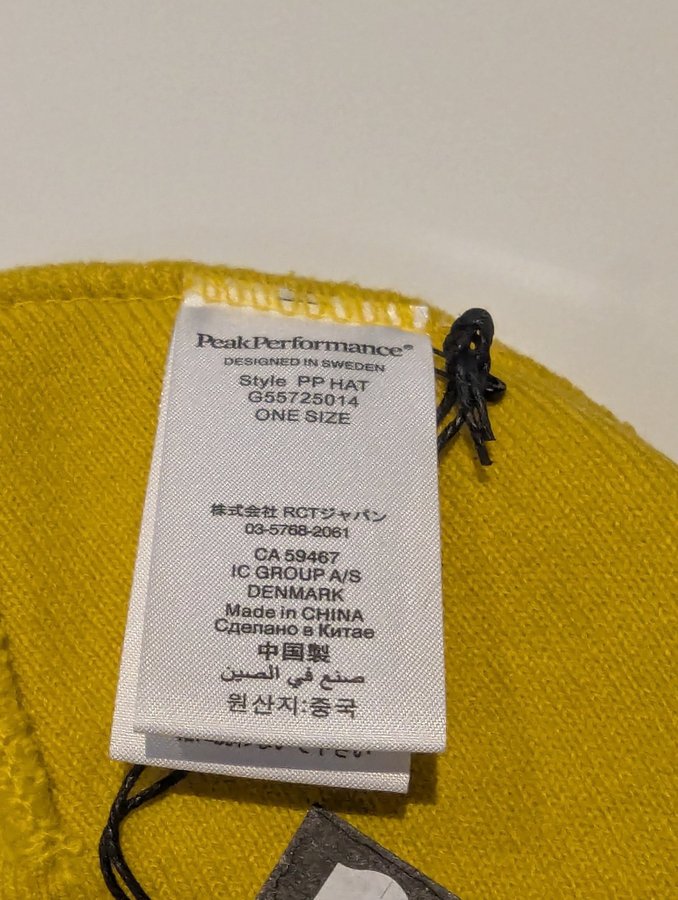 PeakPerformance®
DESIGNED IN SWEDEN
Style PP HAT
G55725014
ONE SIZE
株式会社 RCTジャパン
03-5768-2061
CA 59467
IC GROUP A/S
DENMARK
Made in CHINA
Сделано в Китае
中国製
صنع في الصين
원산지:중국